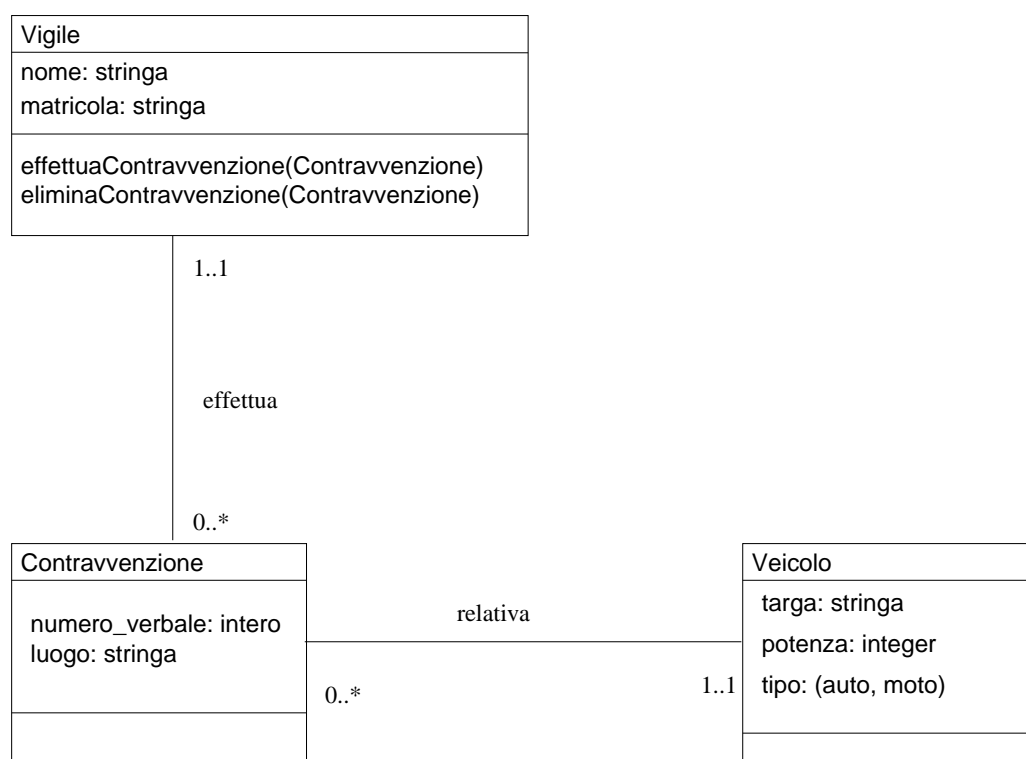 Vigile
nome: stringa
matricola: stringa
effettuaContravvenzione(Contravvenzione)
eliminaContravvenzione(Contravvenzione)
1..1
effettua
0..*
Contravvenzione
numero_verbale: intero
luogo: stringa
relativa
0..*
1..1
Veicolo
targa: stringa
potenza: integer
tipo: (auto, moto)